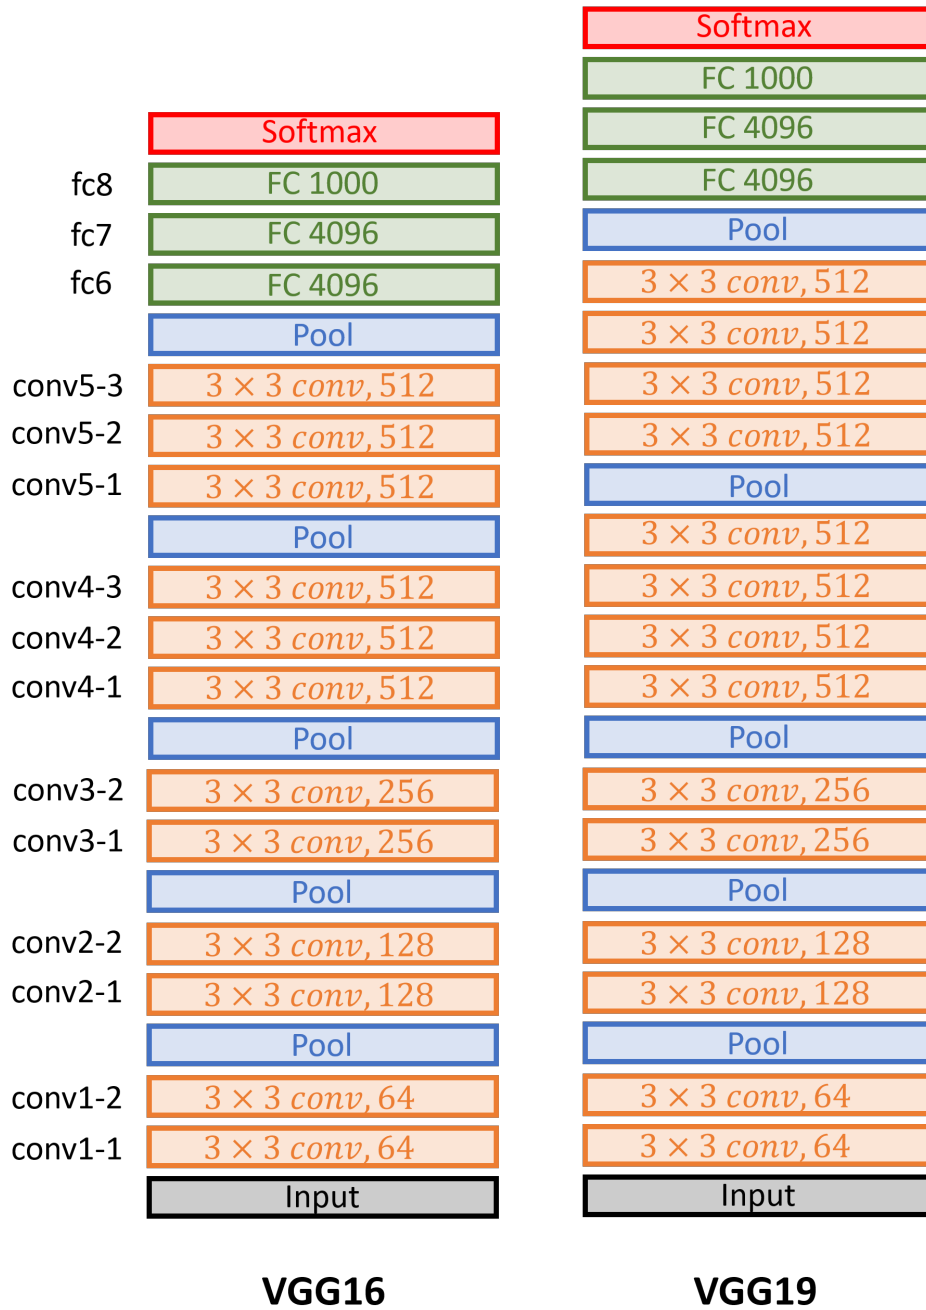 Softmax
fc8 FC 1000
fc7 FC 4096
fc6 FC 4096
Pool
conv5-3 3 × 3 conv, 512
conv5-2 3 × 3 conv, 512
conv5-1 3 × 3 conv, 512
Pool
conv4-3 3 × 3 conv, 512
conv4-2 3 × 3 conv, 512
conv4-1 3 × 3 conv, 512
Pool
conv3-2 3 × 3 conv, 256
conv3-1 3 × 3 conv, 256
Pool
conv2-2 3 × 3 conv, 128
conv2-1 3 × 3 conv, 128
Pool
conv1-2 3 × 3 conv, 64
conv1-1 3 × 3 conv, 64
Input
VGG16
Softmax
FC 1000
FC 4096
FC 4096
Pool
3 × 3 conv, 512
3 × 3 conv, 512
3 × 3 conv, 512
3 × 3 conv, 512
Pool
3 × 3 conv, 512
3 × 3 conv, 512
3 × 3 conv, 512
3 × 3 conv, 512
Pool
3 × 3 conv, 256
3 × 3 conv, 256
Pool
3 × 3 conv, 128
3 × 3 conv, 128
Pool
3 × 3 conv, 64
3 × 3 conv, 64
Input
VGG19